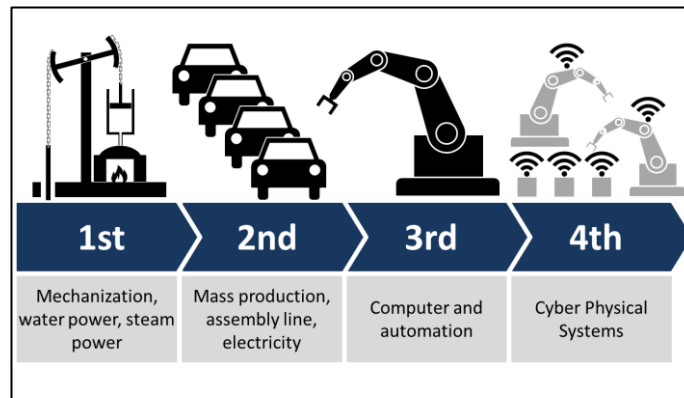 1st
2nd
3rd
4th
Mechanization,
water power, steam
power
Mass production,
assembly line,
electricity
Computer and
automation
Cyber Physical
Systems